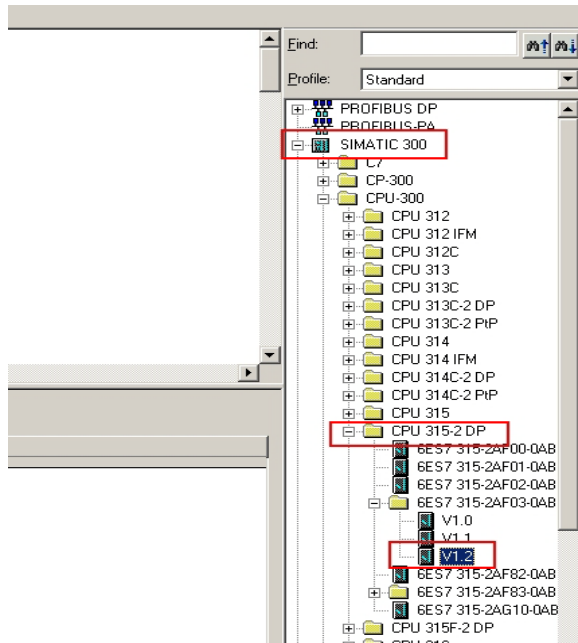 Find:
Profile: Standard
PROFIBUS DP
PROFIBUS-PA
SIMATIC 300
C7
CP-300
CPU-300
CPU 312
CPU 312 IFM
CPU 312C
CPU 313
CPU 313C
CPU 313C-2 DP
CPU 313C-2 PtP
CPU 314
CPU 314 IFM
CPU 314C-2 DP
CPU 314C-2 PtP
CPU 315
CPU 315-2 DP
6ES7 315-2AF00-0AB
6ES7 315-2AF01-0AB
6ES7 315-2AF02-0AB
6ES7 315-2AF03-0AB
V1.0
V1.1
V1.2
6ES7 315-2AF82-0AB
6ES7 315-2AF83-0AB
6ES7 315-2AG10-0AB
CPU 315F-2 DP